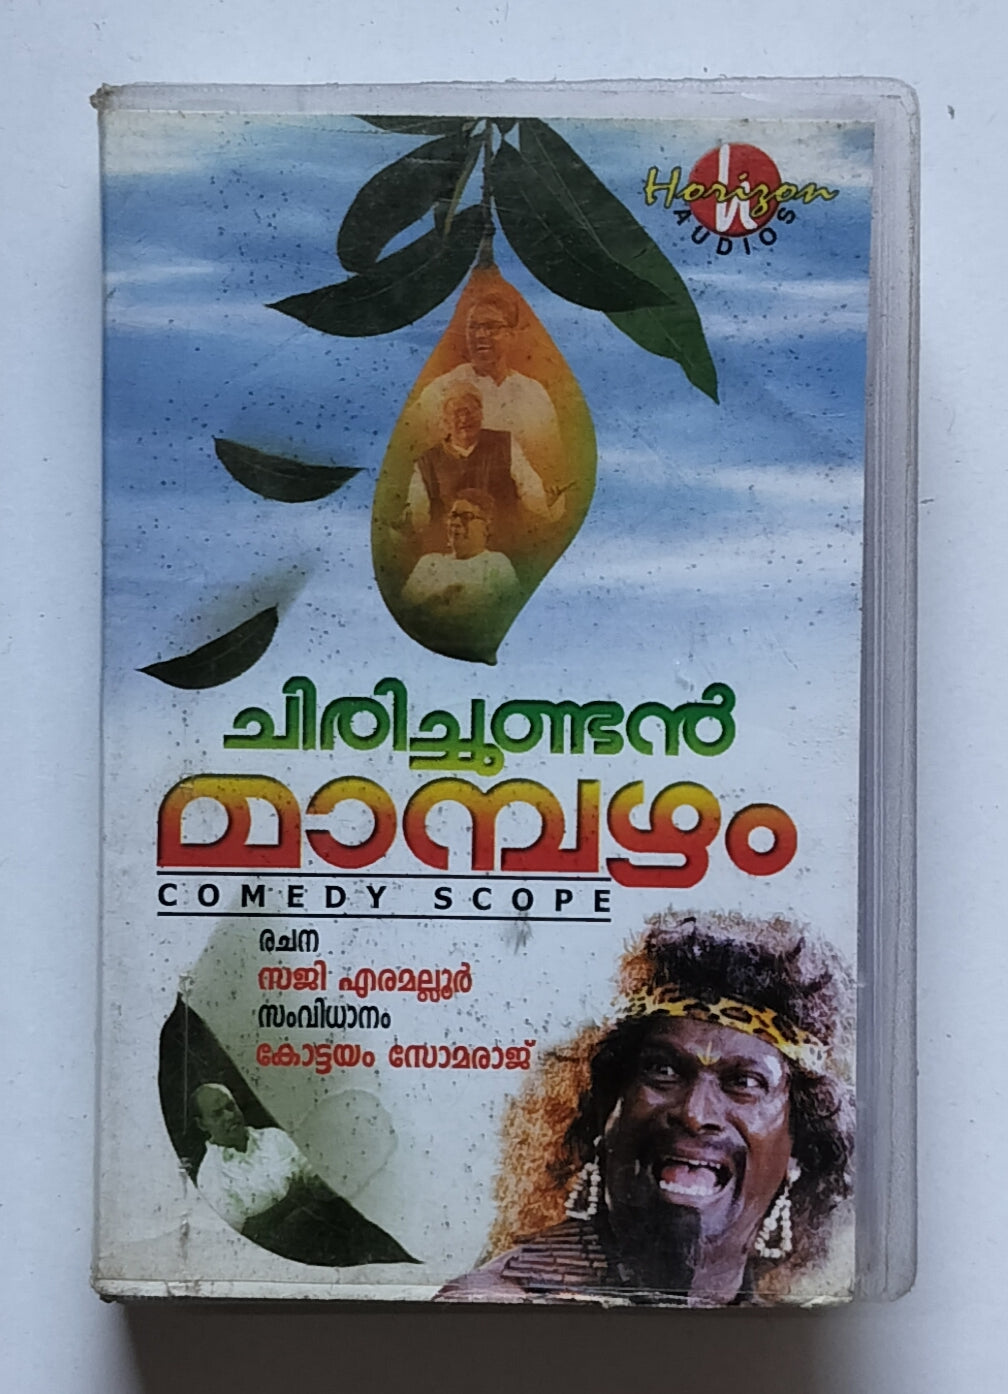 Horizon
AUDIOS
ചിരിച്ചുണ്ടൻ
മാമ്പഴം
COMEDY SCOPE
രചന
സജി എരമല്ലൂർ
സംവിധാനം
കോട്ടയം സോമരാജ്